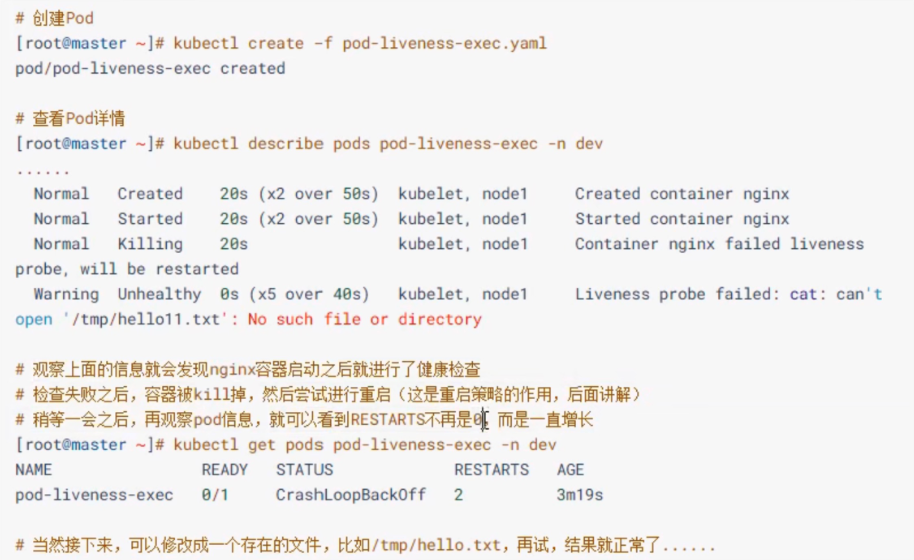 # 创建Pod
[root@master ~]# kubectl create -f pod-liveness-exec.yaml
pod/pod-liveness-exec created
# 查看Pod详情
[root@master ~]# kubectl describe pods pod-liveness-exec -n dev
......
Normal   Created    20s (x2 over 50s)  kubelet, node1     Created container nginx
Normal   Started    20s (x2 over 50s)  kubelet, node1     Started container nginx
Normal   Killing    20s                kubelet, node1     Container nginx failed liveness
probe, will be restarted
Warning  Unhealthy  0s (x5 over 40s)   kubelet, node1     Liveness probe failed: cat: can't
open '/tmp/hello11.txt': No such file or directory
# 观察上面的信息就会发现nginx容器启动之后就进行了健康检查
# 检查失败之后，容器被kill掉，然后尝试进行重启（这是重启策略的作用，后面讲解）
# 稍等一会之后，再观察pod信息，就可以看到RESTARTS不再是0，而是一直增长
[root@master ~]# kubectl get pods pod-liveness-exec -n dev
NAME                READY   STATUS             RESTARTS   AGE
pod-liveness-exec   0/1     CrashLoopBackOff   2          3m19s
# 当然接下来，可以修改成一个存在的文件，比如/tmp/hello.txt，再试，结果就正常了......